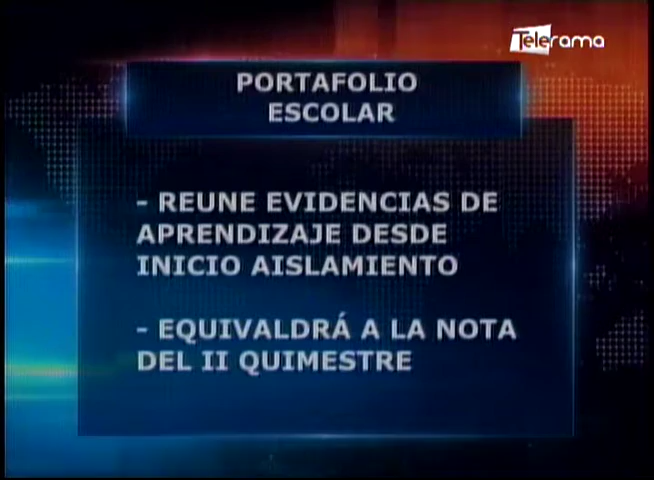 Telerama
PORTAFOLIO
ESCOLAR
- REUNE EVIDENCIAS DE
APRENDIZAJE DESDE
INICIO AISLAMIENTO
- EQUIVALDRÁ A LA NOTA
DEL II QUIMESTRE